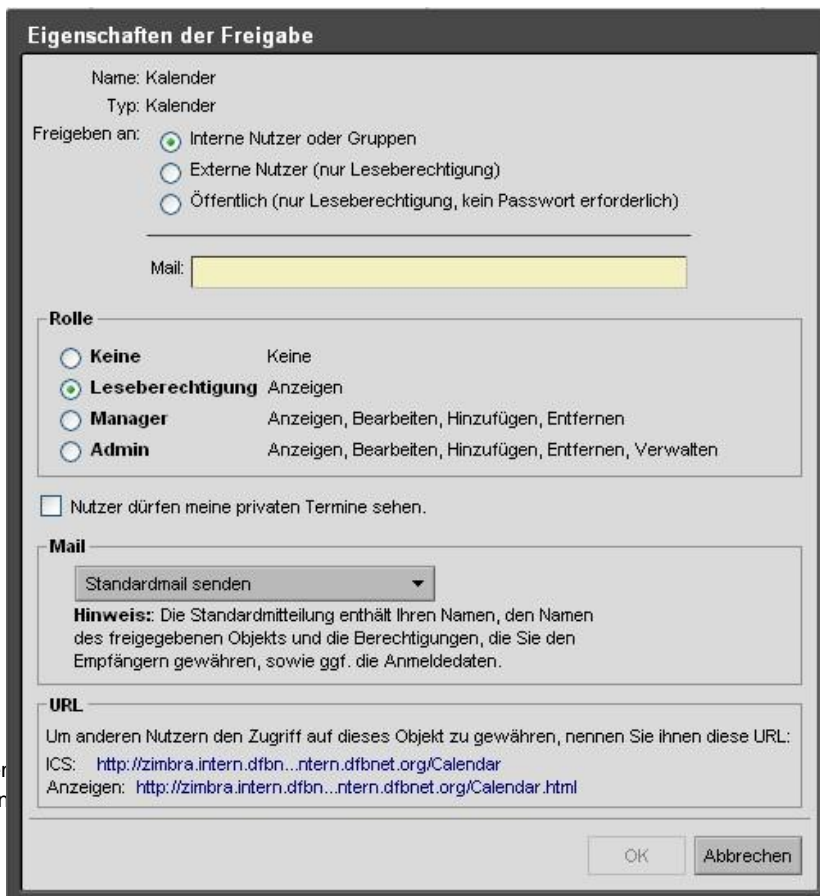 Eigenschaften der Freigabe
Name: Kalender
Typ: Kalender
Freigeben an: Interne Nutzer oder Gruppen
Externe Nutzer (nur Leseberechtigung)
Öffentlich (nur Leseberechtigung, kein Passwort erforderlich)
Mail:
Rolle
Keine Keine
Leseberechtigung Anzeigen
Manager Anzeigen, Bearbeiten, Hinzufügen, Entfernen
Admin Anzeigen, Bearbeiten, Hinzufügen, Entfernen, Verwalten
Nutzer dürfen meine privaten Termine sehen.
Mail
Standardmail senden
Hinweis:: Die Standardmitteilung enthält Ihren Namen, den Namen
des freigegebenen Objekts und die Berechtigungen, die Sie den
Empfängern gewähren, sowie ggf. die Anmeldedaten.
URL
Um anderen Nutzern den Zugriff auf dieses Objekt zu gewähren, nennen Sie ihnen diese URL:
ICS: http://zimbra.intern.dfbn...ntern.dfbnet.org/Calendar
Anzeigen: http://zimbra.intern.dfbn...ntern.dfbnet.org/Calendar.html
OK Abbrechen